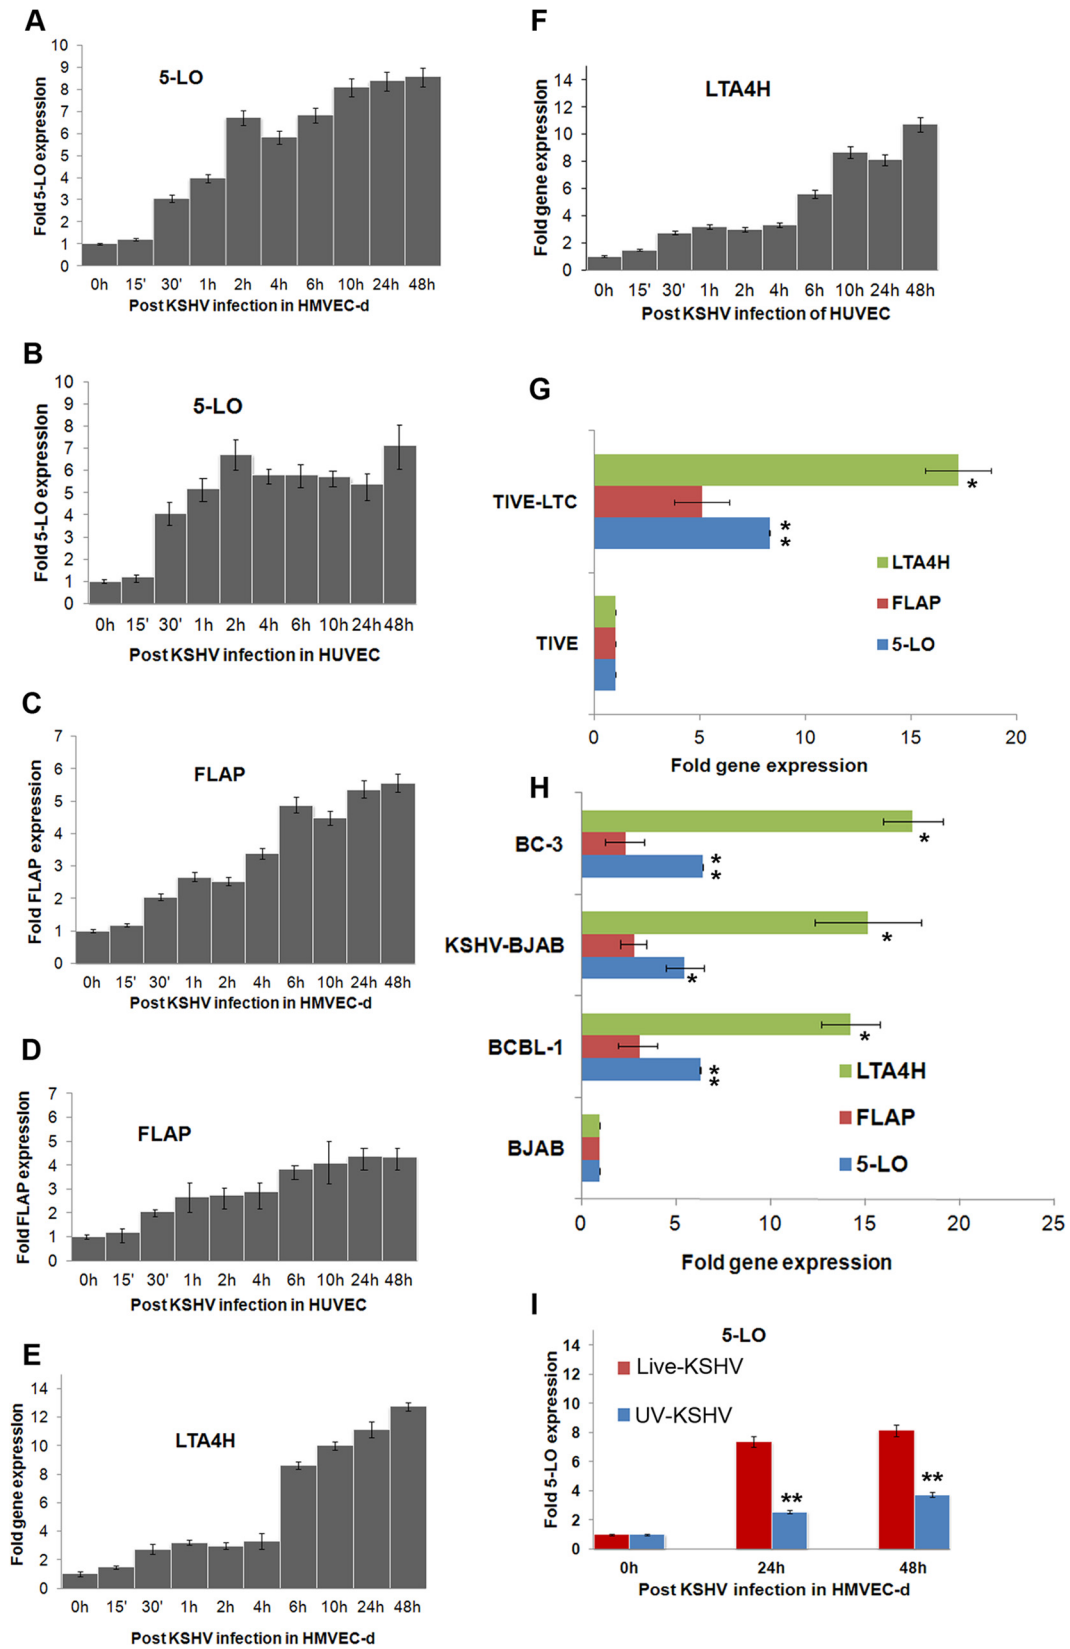 A
5-LO
Fold 5-LO expression
10
9
8
7
6
5
4
3
2
1
0
0h 15' 30' 1h 2h 4h 6h 10h 24h 48h
Post KSHV infection in HMVEC-d
B
5-LO
Fold 5-LO expression
10
9
8
7
6
5
4
3
2
1
0
0h 15' 30' 1h 2h 4h 6h 10h 24h 48h
Post KSHV infection in HUVEC
C
FLAP
Fold FLAP expression
7
6
5
4
3
2
1
0
0h 15' 30' 1h 2h 4h 6h 10h 24h 48h
Post KSHV infection in HMVEC-d
D
FLAP
Fold FLAP expression
7
6
5
4
3
2
1
0
0h 15' 30' 1h 2h 4h 6h 10h 24h 48h
Post KSHV infection in HUVEC
E
LTA4H
Fold gene expression
14
12
10
8
6
4
2
0
0h 15' 30' 1h 2h 4h 6h 10h 24h 48h
Post KSHV infection in HMVEC-d
F
LTA4H
Fold gene expression
14
12
10
8
6
4
2
0
0h 15' 30' 1h 2h 4h 6h 10h 24h 48h
Post KSHV infection of HUVEC
G
TIVE-LTC
*
*
*
LTA4H
FLAP
TIVE
5-LO
0 5 10 15 20
Fold gene expression
H
BC-3
*
*
*
KSHV-BJAB
*
*
BCBL-1
*
*
*
LTA4H
FLAP
BJAB
5-LO
0 5 10 15 20 25
Fold gene expression
I
5-LO
Fold 5-LO expression
14
12
10
8
6
4
2
0
Live-KSHV
UV-KSHV
**
**
0h 24h 48h
Post KSHV infection in HMVEC-d